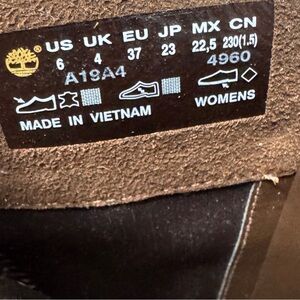 US UK EU JP MX CN
6 4 37 23 22,5 230(1.5)
A19A4 4960
WOMENS
MADE IN VIETNAM